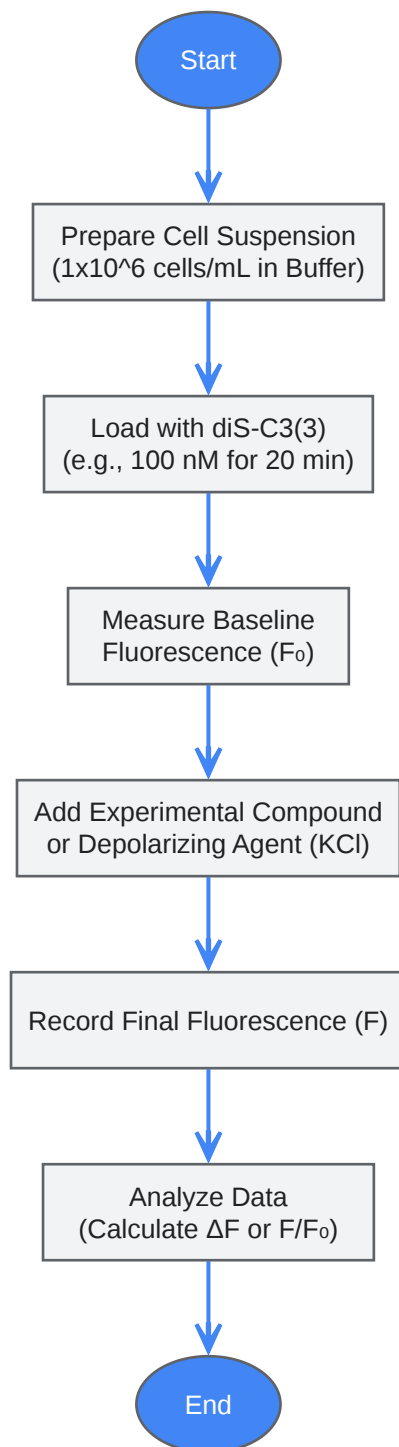 Start
Prepare Cell Suspension
(1x10^6 cells/mL in Buffer)
Load with diS-C3(3)
(e.g., 100 nM for 20 min)
Measure Baseline
Fluorescence (F₀)
Add Experimental Compound
or Depolarizing Agent (KCl)
Record Final Fluorescence (F)
Analyze Data
(Calculate ΔF or F/F₀)
End